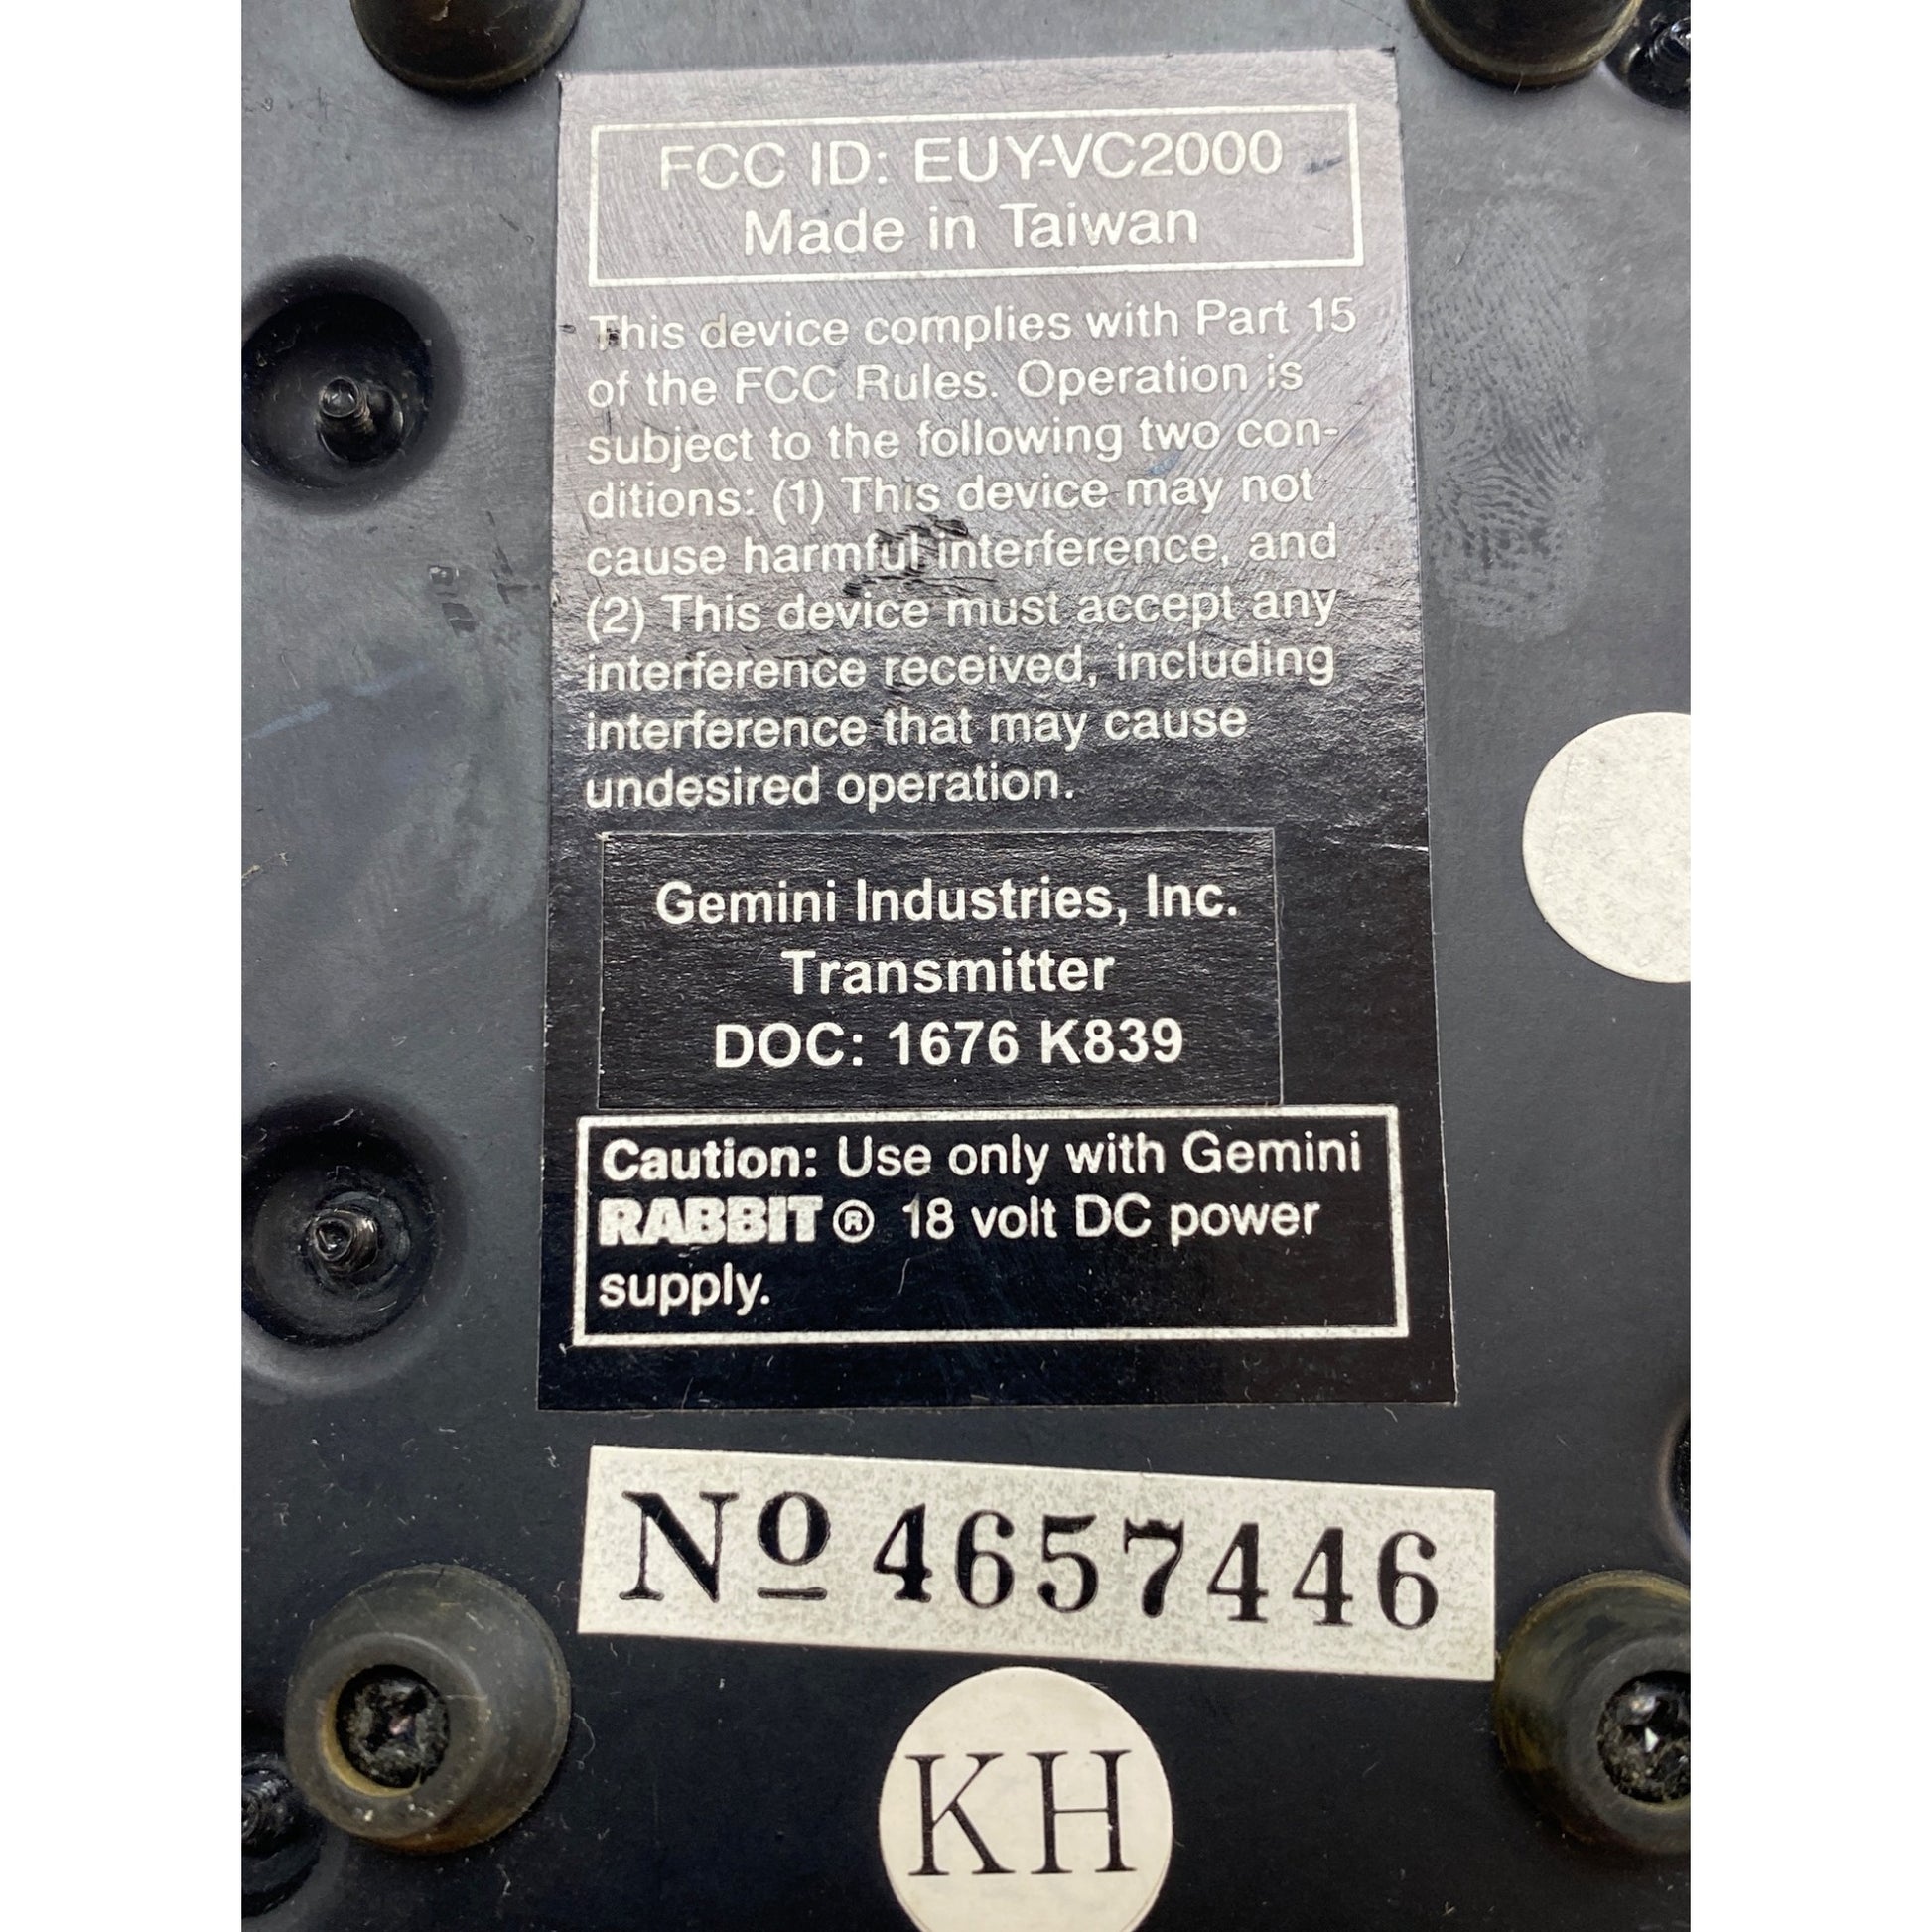 FCC ID: EUY-VC2000
Made in Taiwan
This device complies with Part 15
of the FCC Rules. Operation is
subject to the following two con-
ditions: (1) This device may not
cause harmful interference, and
(2) This device must accept any
interference received, including
interference that may cause
undesired operation.
Gemini Industries, Inc.
Transmitter
DOC: 1676 K839
Caution: Use only with Gemini
RABBIT® 18 volt DC power
supply.
Nº 4657446
KH